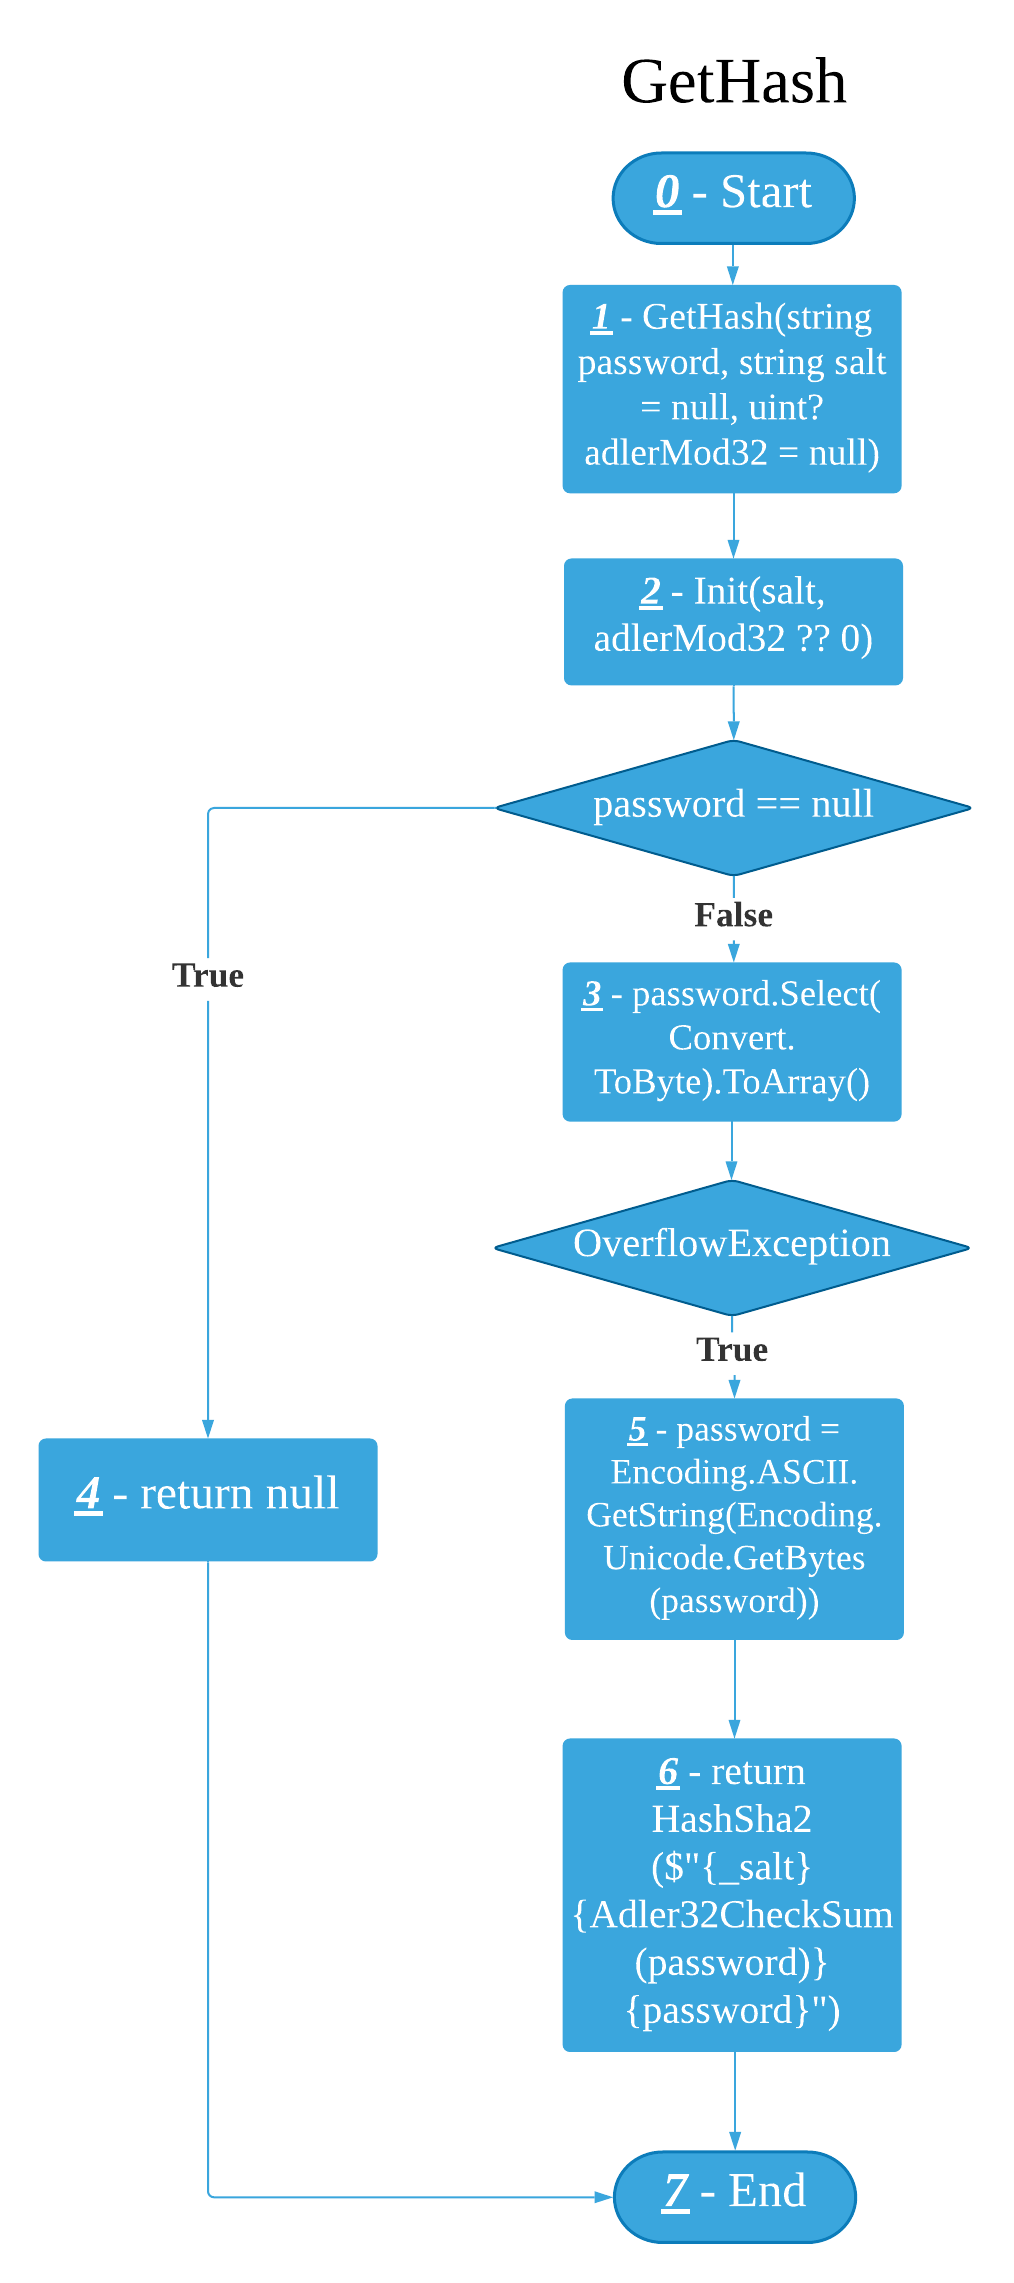 GetHash
0 - Start
1 - GetHash(string
password, string salt
= null, uint?
adlerMod32 = null)
2 - Init(salt,
adlerMod32 ?? 0)
password == null
False
True
3 - password.Select(
Convert.
ToByte).ToArray()
OverflowException
True
5 - password =
Encoding.ASCII.
GetString(Encoding.
Unicode.GetBytes
(password))
4 - return null
6 - return
HashSha2
($"{_salt}
{Adler32CheckSum
(password)}
{password}")
7 - End